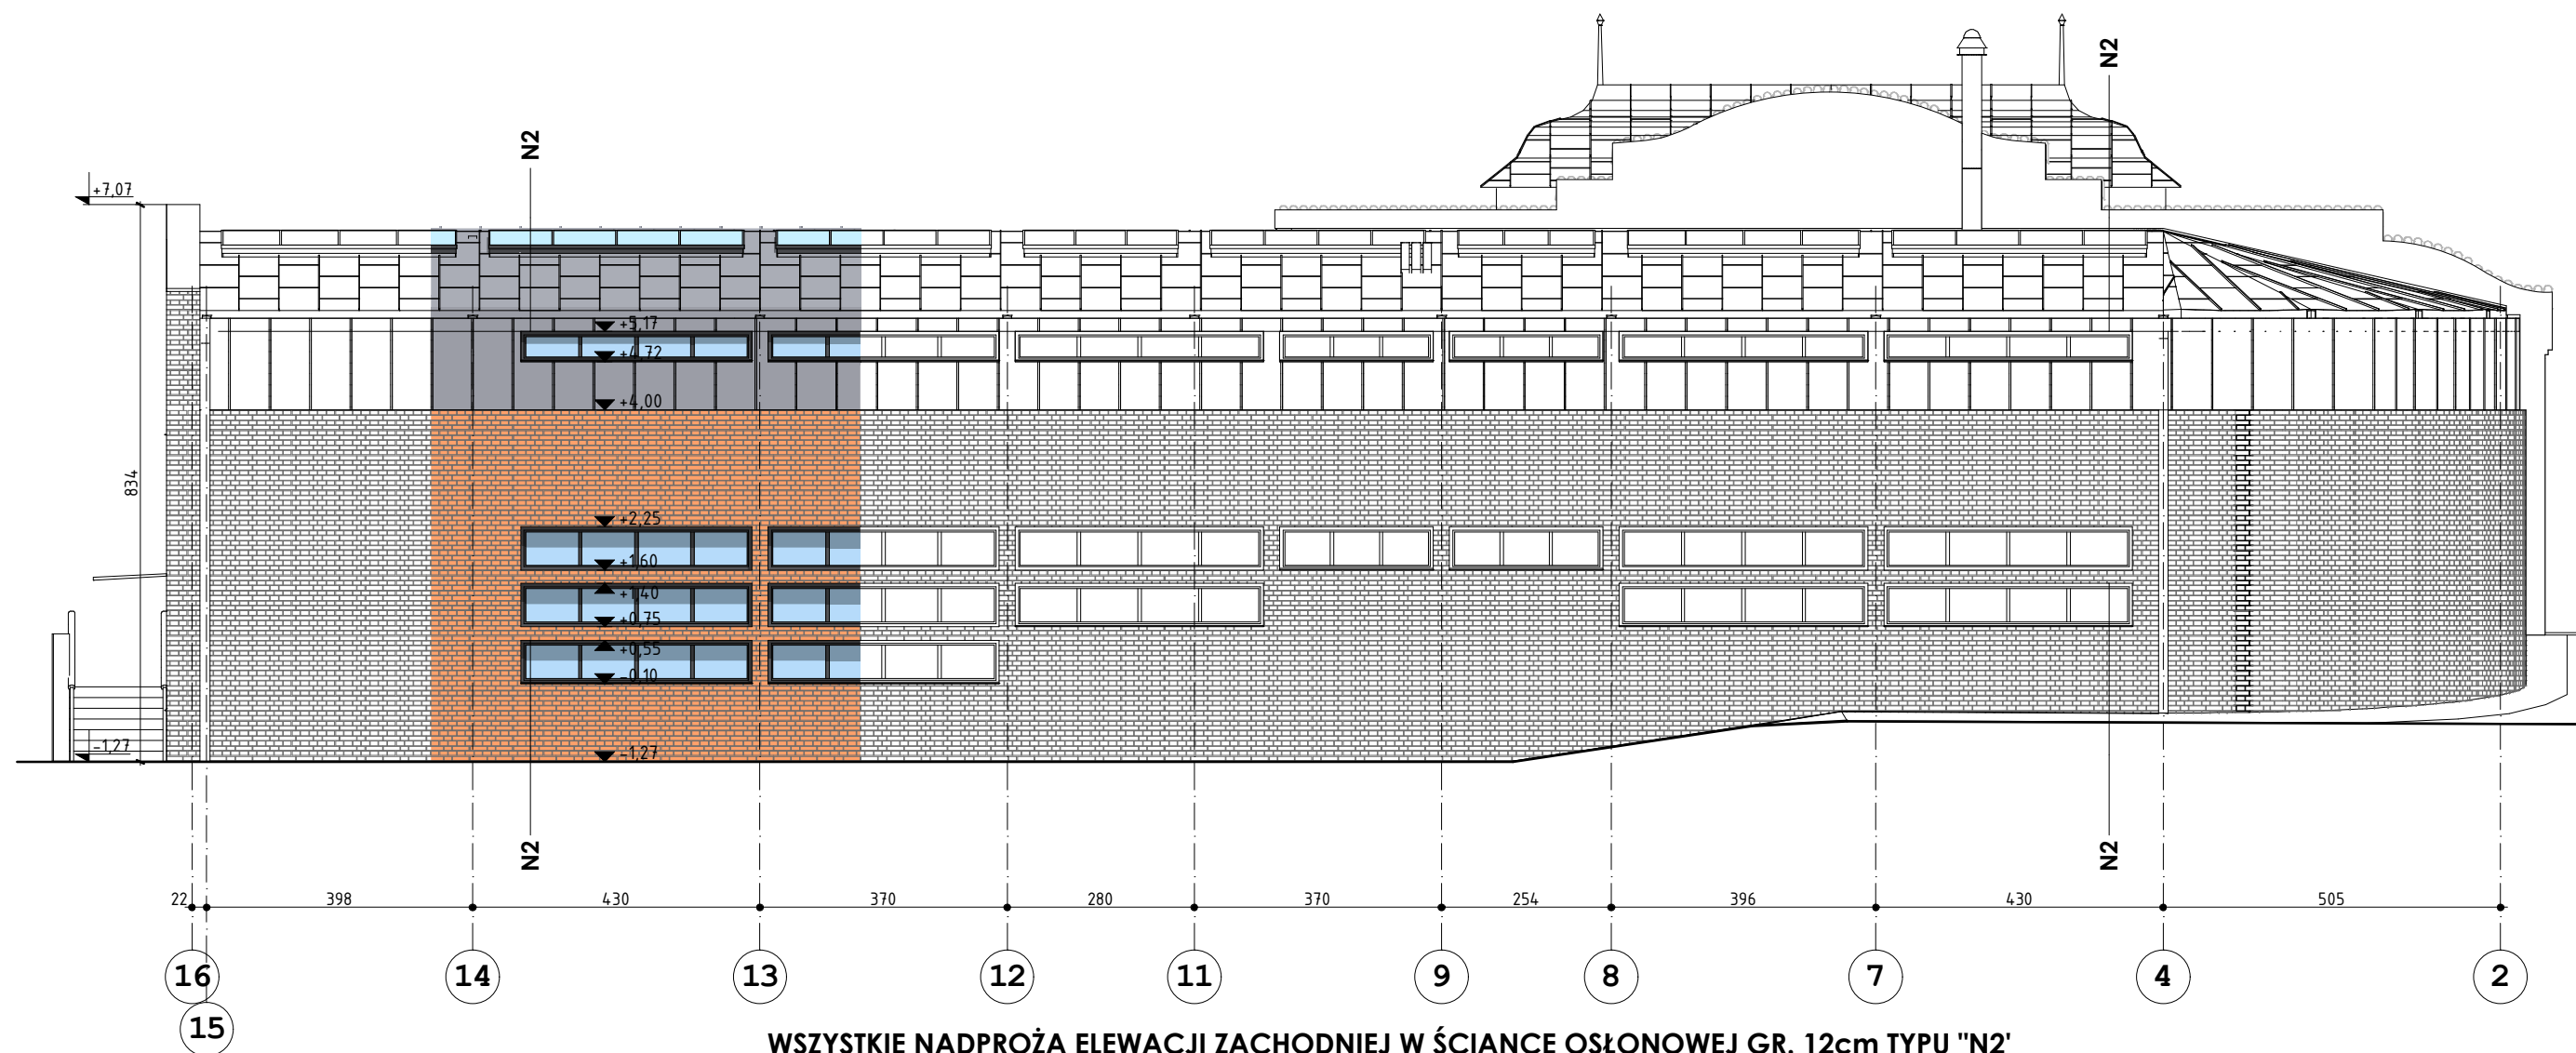 N2
N2
+7,07
+5,17
+4,72
+4,00
834
+2,25
+1,60
+1,40
+0,75
+0,55
-0,10
-1,27
-1,27
N2
N2
22 398 430 370 280 370 254 396 430 505
16 14 13 12 11 9 8 7 4 2
15
WSZYSTKIE NADPROŻA ELEWACJI ZACHODNIEJ W ŚCIANCE OSŁONOWEJ GR. 12cm TYPU "N2'